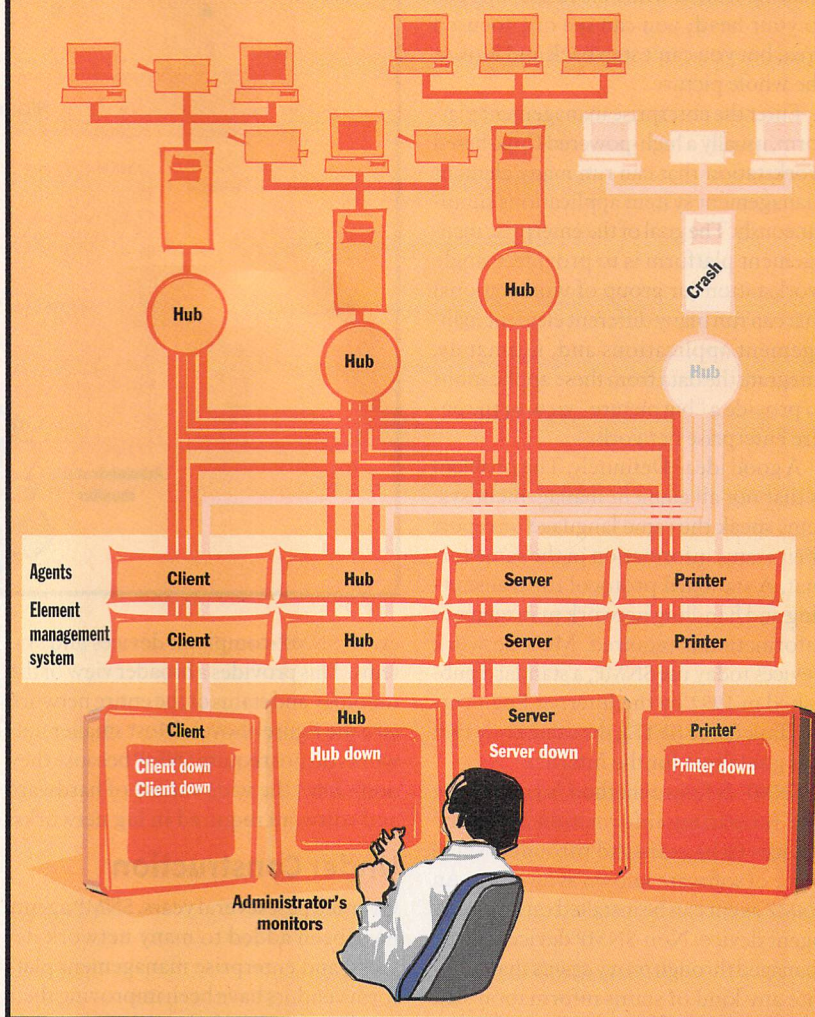 Crash
Hub
Hub
Hub
Hub
Agents
Client
Hub
Server
Printer
Element
management
system
Client
Hub
Server
Printer
Client
Hub
Server
Printer
Client down
Client down
Hub down
Server down
Printer down
Administrator's
monitors